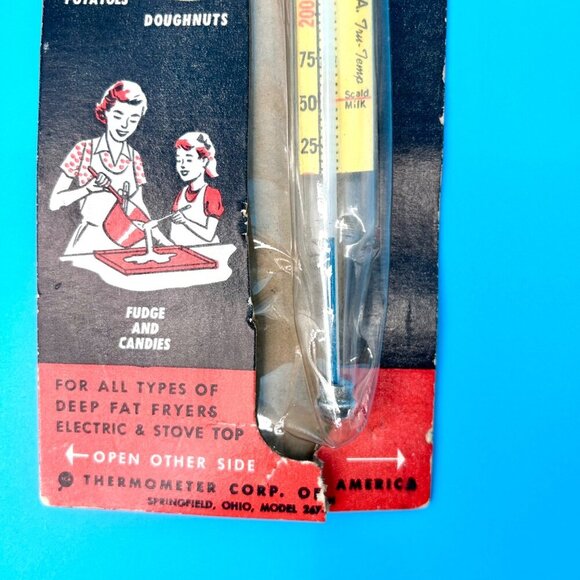 POTATOES
DOUGHNUTS
FUDGE
AND
CANDIES
FOR ALL TYPES OF
DEEP FAT FRYERS
ELECTRIC & STOVE TOP
← OPEN OTHER SIDE →
THERMOMETER CORP. OF AMERICA
SPRINGFIELD, OHIO, MODEL 267
200
75
50
25
A. Tru-Temp
Scald
Milk